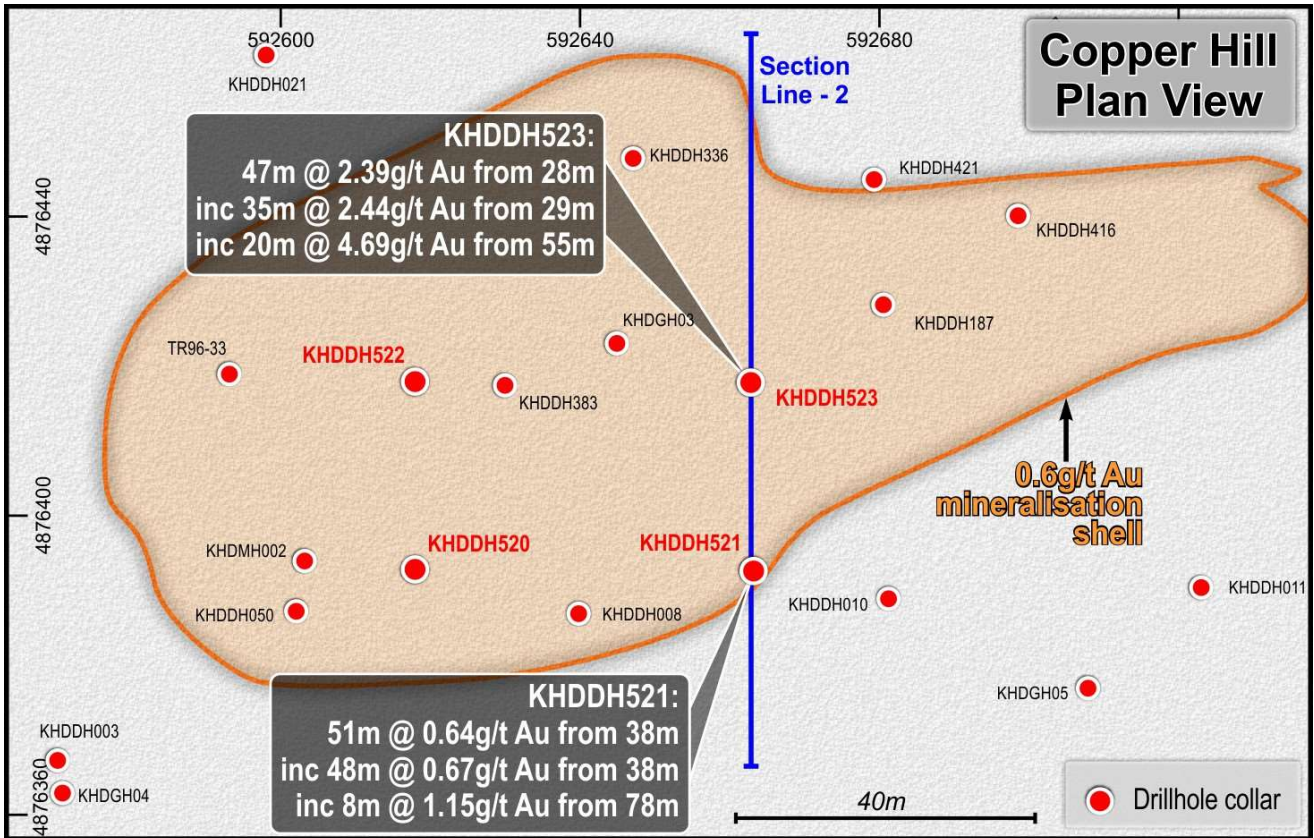 592600
592640
592680
Copper Hill
Plan View
KHDDH021
Section
Line - 2
KHDDH523:
47m @ 2.39g/t Au from 28m
inc 35m @ 2.44g/t Au from 29m
inc 20m @ 4.69g/t Au from 55m
KHDDH336
KHDDH421
KHDDH416
4876440
KHDDH187
KHDGH03
TR96-33
KHDDH522
KHDDH383
KHDDH523
0.6g/t Au
mineralisation
shell
4876400
KHDMH002
KHDDH520
KHDDH521
KHDDH050
KHDDH008
KHDDH010
KHDDH011
KHDGH05
KHDDH521:
51m @ 0.64g/t Au from 38m
inc 48m @ 0.67g/t Au from 38m
inc 8m @ 1.15g/t Au from 78m
KHDDH003
KHDGH04
4876360
40m
Drillhole collar